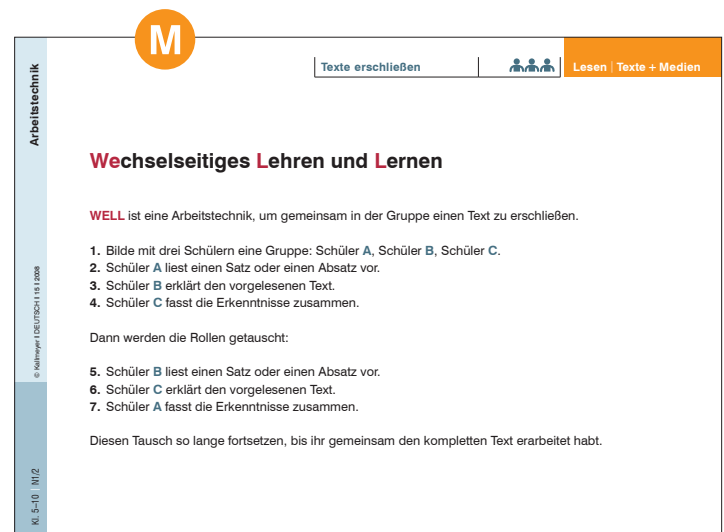 M
Texte erschließen
Lesen | Texte + Medien
Arbeitstechnik
Wechselseitiges Lehren und Lernen
WELL ist eine Arbeitstechnik, um gemeinsam in der Gruppe einen Text zu erschließen.
1. Bilde mit drei Schülern eine Gruppe: Schüler A, Schüler B, Schüler C.
2. Schüler A liest einen Satz oder einen Absatz vor.
3. Schüler B erklärt den vorgelesenen Text.
4. Schüler C fasst die Erkenntnisse zusammen.
Dann werden die Rollen getauscht:
5. Schüler B liest einen Satz oder einen Absatz vor.
6. Schüler C erklärt den vorgelesenen Text.
7. Schüler A fasst die Erkenntnisse zusammen.
Diesen Tausch so lange fortsetzen, bis ihr gemeinsam den kompletten Text erarbeitet habt.
© Kallmeyer I DEUTSCH I 15 I 2008
Kl. 5–10 | N1/2